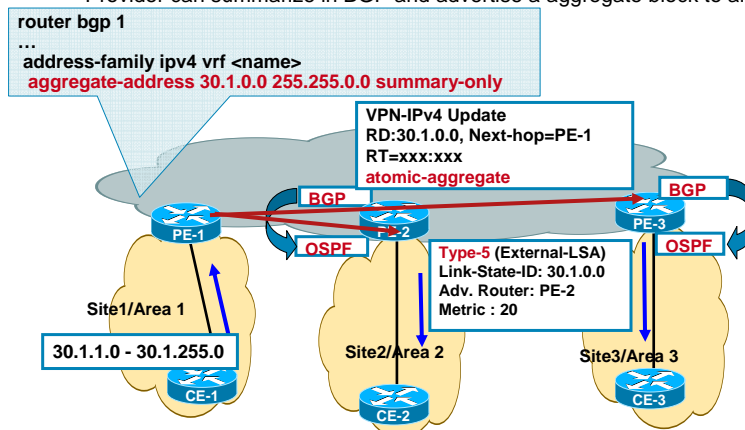 Provider can summarize in BGP and advertise a aggregate block to al
router bgp 1
…
address-family ipv4 vrf <name>
aggregate-address 30.1.0.0 255.255.0.0 summary-only
VPN-IPv4 Update
RD:30.1.0.0, Next-hop=PE-1
RT=xxx:xxx
atomic-aggregate
BGP
BGP
PE-1
PE-2
PE-3
OSPF
OSPF
Type-5 (External-LSA)
Link-State-ID: 30.1.0.0
Adv. Router: PE-2
Metric : 20
Site1/Area 1
30.1.1.0 - 30.1.255.0
Site2/Area 2
Site3/Area 3
CE-1
CE-2
CE-3